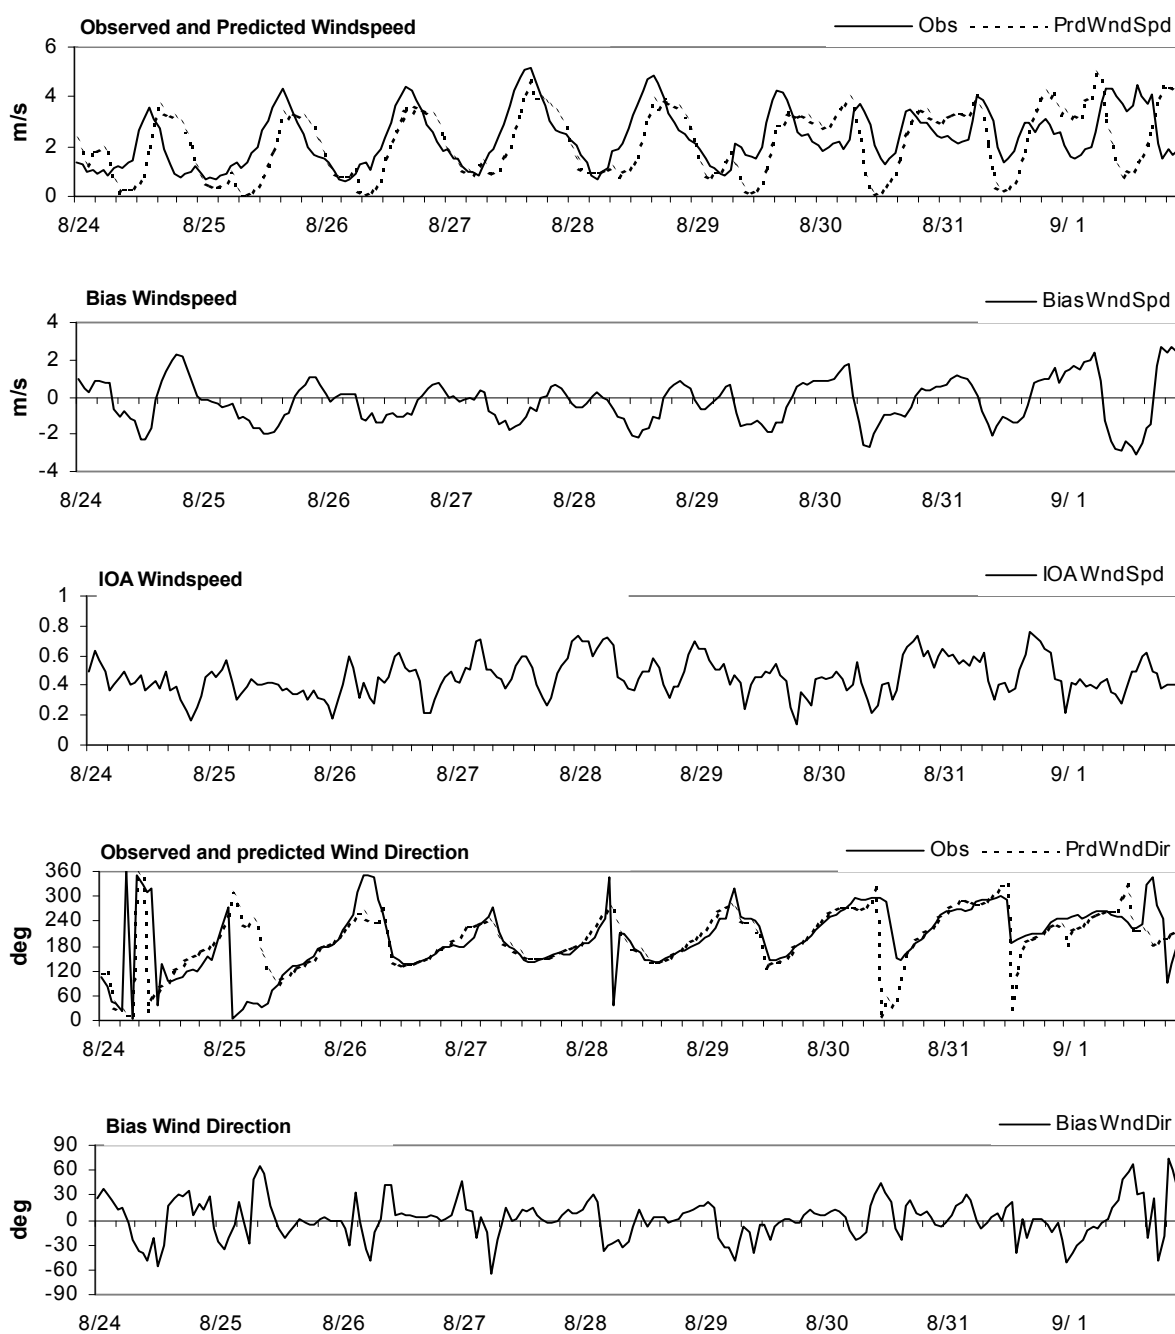 Observed and Predicted Windspeed
Obs PrdWndSpd
6
4
2
0
m/s
8/24 8/25 8/26 8/27 8/28 8/29 8/30 8/31 9/ 1
Bias Windspeed
BiasWndSpd
4
2
0
-2
-4
m/s
8/24 8/25 8/26 8/27 8/28 8/29 8/30 8/31 9/ 1
IOA Windspeed
IOAWndSpd
1
0.8
0.6
0.4
0.2
0
8/24 8/25 8/26 8/27 8/28 8/29 8/30 8/31 9/ 1
Observed and predicted Wind Direction
Obs PrdWndDir
360
300
240
180
120
60
0
deg
8/24 8/25 8/26 8/27 8/28 8/29 8/30 8/31 9/ 1
Bias Wind Direction
BiasWndDir
90
60
30
0
-30
-60
-90
deg
8/24 8/25 8/26 8/27 8/28 8/29 8/30 8/31 9/ 1